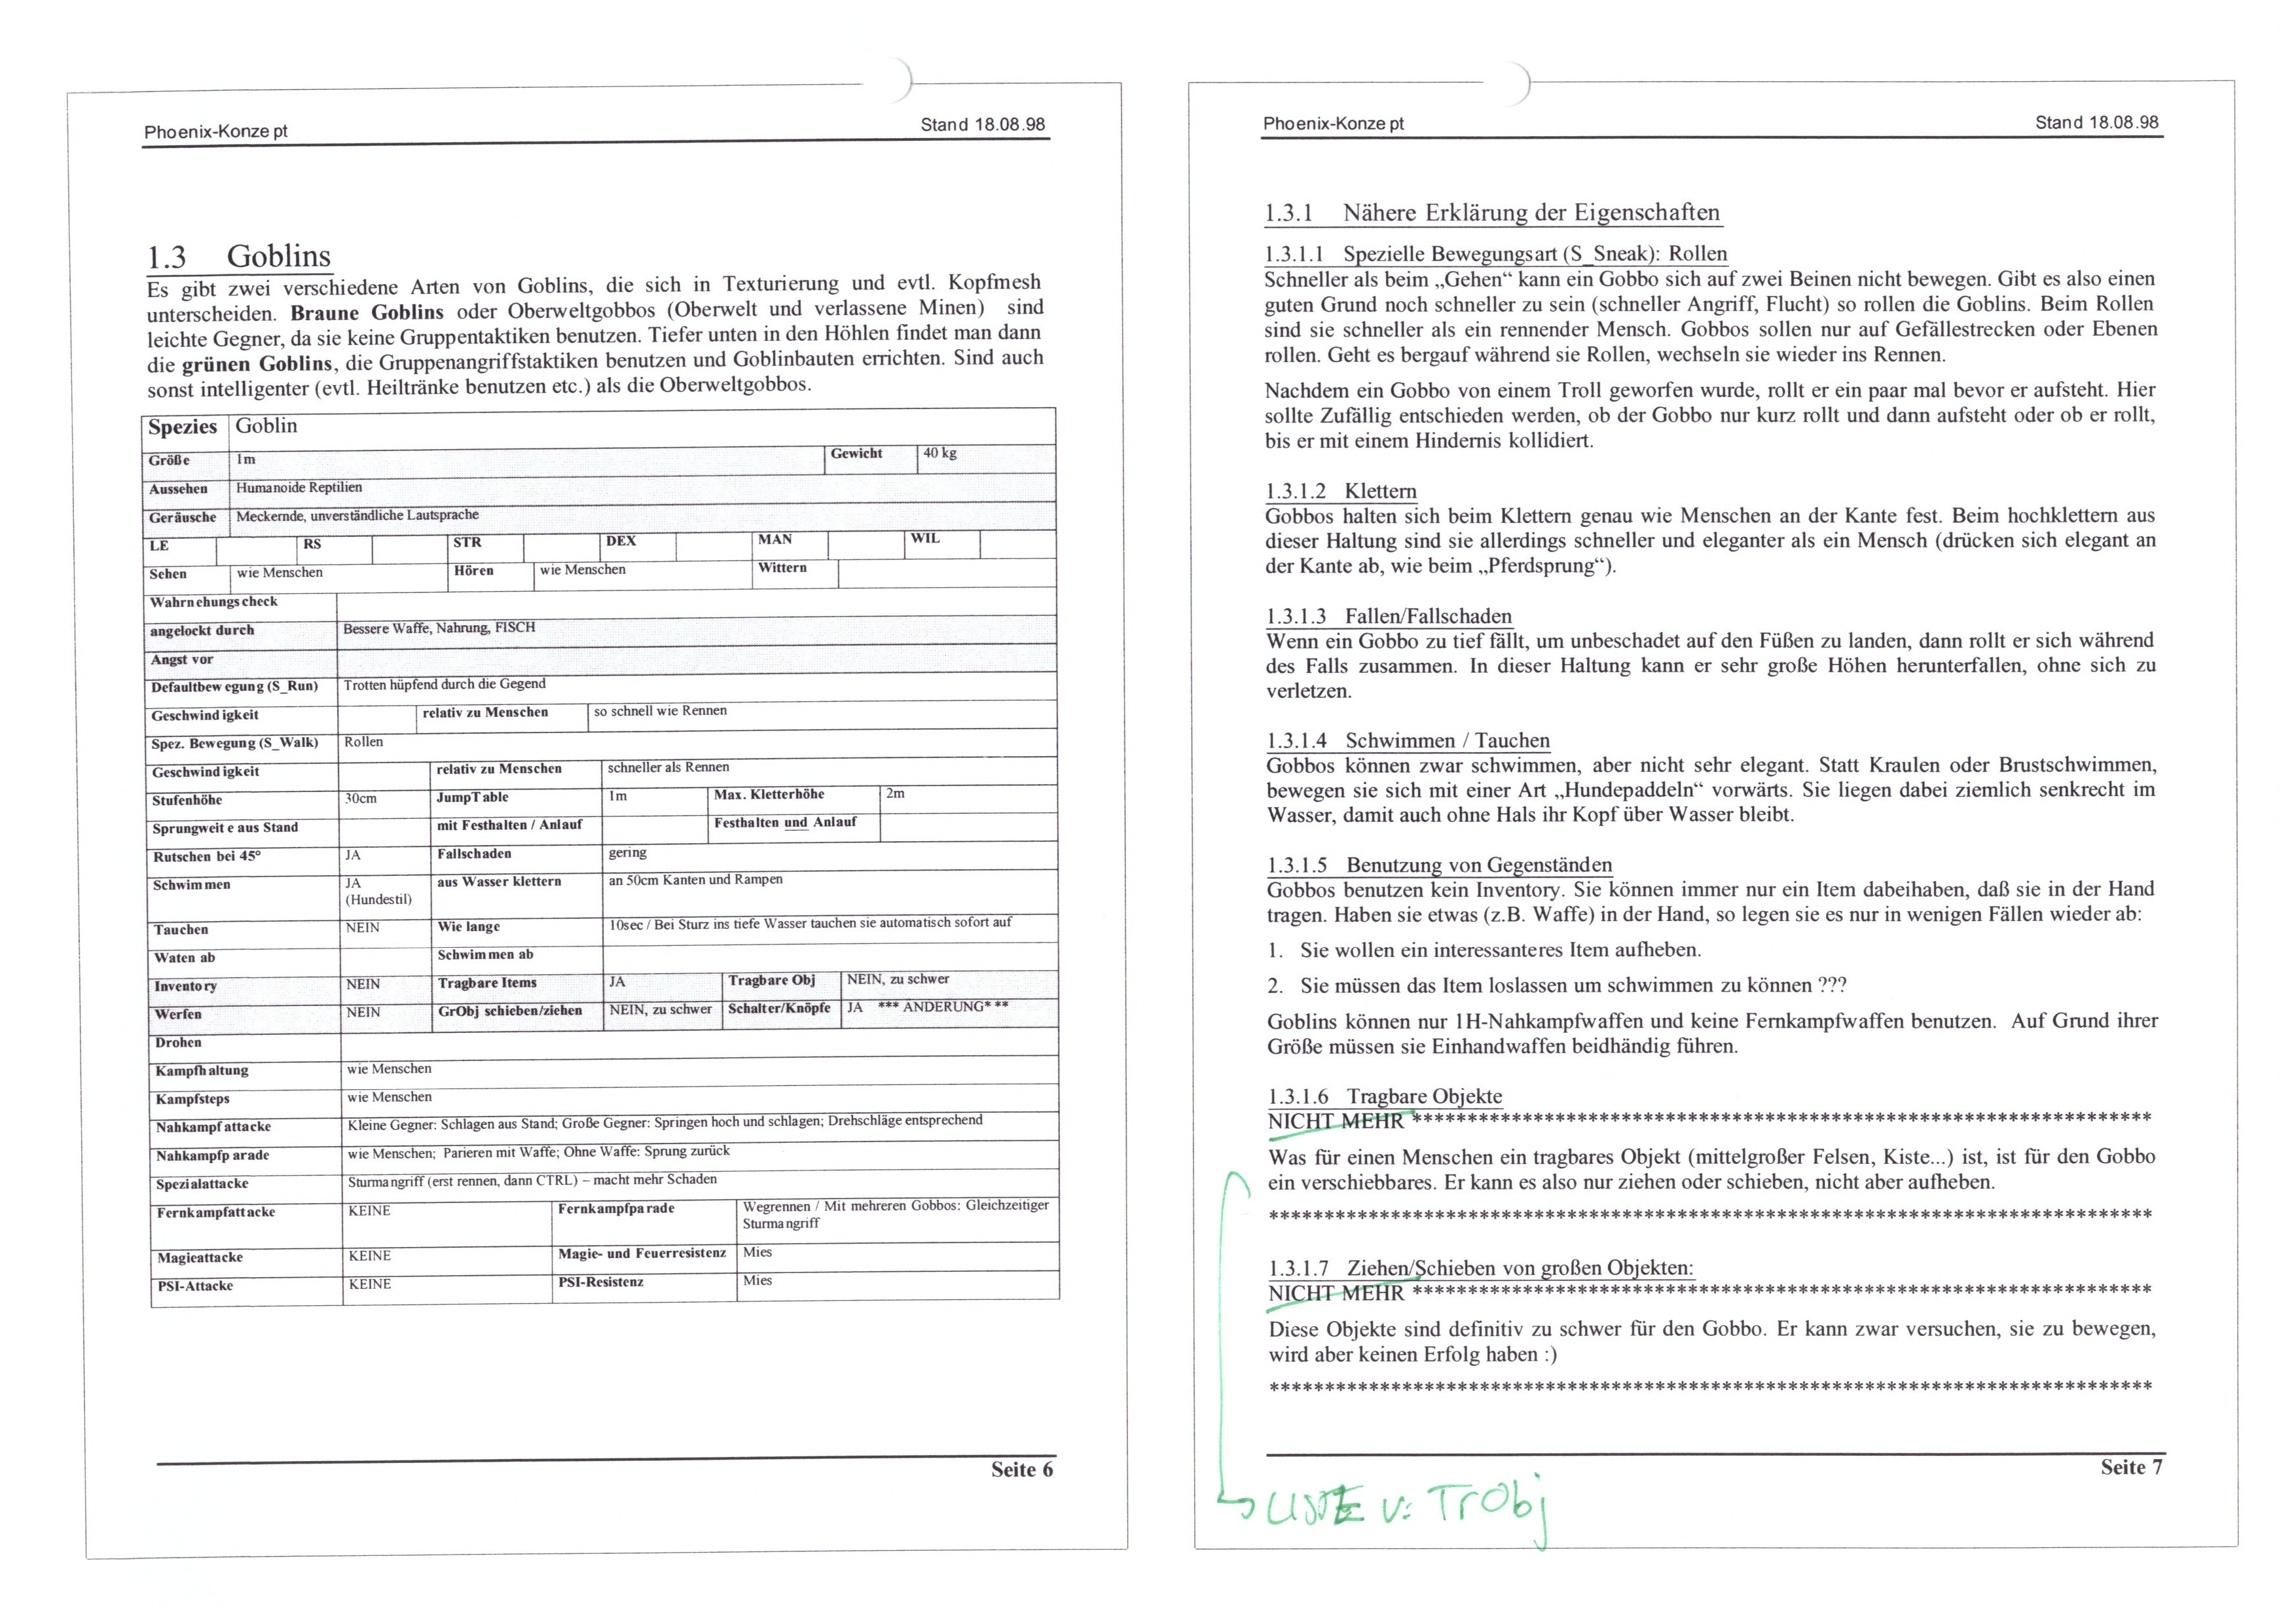 Phoenix-Konze pt Stand 18.08.98
1.3 Goblins
Es gibt zwei verschiedene Arten von Goblins, die sich in Texturierung und evtl. Kopfmesh
unterscheiden. Braune Goblins oder Oberweltgobbos (Oberwelt und verlassene Minen) sind
leichte Gegner, da sie keine Gruppentaktiken benutzen. Tiefer unten in den Höhlen findet man dann
die grünen Goblins, die Gruppenangriffstaktiken benutzen und Goblinbauten errichten. Sind auch
sonst intelligenter (evtl. Heiltränke benutzen etc.) als die Oberweltgobbos.
Spezies Goblin
Größe 1m Gewicht 40 kg
Aussehen Humanoide Reptilien
Geräusche Meckernde, unverständliche Lautsprache
LE RS STR DEX MAN WIL
Sehen wie Menschen Hören wie Menschen Wittern
Wahrnehungscheck
angelockt durch Bessere Waffe, Nahrung, FISCH
Angst vor
Defaultbewegung (S_Run) Trotten hüpfend durch die Gegend
Geschwindigkeit relativ zu Menschen so schnell wie Rennen
Spez. Bewegung (S_Walk) Rollen
Geschwindigkeit relativ zu Menschen schneller als Rennen
Stufenhöhe 30cm JumpTable 1m Max. Kletterhöhe 2m
Sprungweite aus Stand mit Festhalten / Anlauf Festhalten und Anlauf
Rutschen bei 45° JA Fallschaden gering
Schwimmen JA aus Wasser klettern an 50cm Kanten und Rampen
(Hundestil)
Tauchen NEIN Wie lange 10sec / Bei Sturz ins tiefe Wasser tauchen sie automatisch sofort auf
Waten ab Schwimmen ab
Inventory NEIN Tragbare Items JA Tragbare Obj NEIN, zu schwer
Werfen NEIN GrObj schieben/ziehen NEIN, zu schwer Schalter/Knöpfe JA *** ANDERUNG***
Drohen
Kampfhaltung wie Menschen
Kampfsteps wie Menschen
Nahkampfattacke Kleine Gegner: Schlagen aus Stand; Große Gegner: Springen hoch und schlagen; Drehschläge entsprechend
Nahkampfparade wie Menschen; Parieren mit Waffe; Ohne Waffe: Sprung zurück
Spezialattacke Sturmangriff (erst rennen, dann CTRL) – macht mehr Schaden
Fernkampfattacke KEINE Fernkampfparade Wegrennen / Mit mehreren Gobbos: Gleichzeitiger
Sturmangriff
Magieattacke KEINE Magie- und Feuerresistenz Mies
PSI-Attacke KEINE PSI-Resistenz Mies
Seite 6
Phoenix-Konze pt Stand 18.08.98
1.3.1 Nähere Erklärung der Eigenschaften
1.3.1.1 Spezielle Bewegungsart (S_Sneak): Rollen
Schneller als beim „Gehen“ kann ein Gobbo sich auf zwei Beinen nicht bewegen. Gibt es also einen
guten Grund noch schneller zu sein (schneller Angriff, Flucht) so rollen die Goblins. Beim Rollen
sind sie schneller als ein rennender Mensch. Gobbos sollen nur auf Gefällestrecken oder Ebenen
rollen. Geht es bergauf während sie Rollen, wechseln sie wieder ins Rennen.
Nachdem ein Gobbo von einem Troll geworfen wurde, rollt er ein paar mal bevor er aufsteht. Hier
sollte Zufällig entschieden werden, ob der Gobbo nur kurz rollt und dann aufsteht oder ob er rollt,
bis er mit einem Hindernis kollidiert.
1.3.1.2 Klettern
Gobbos halten sich beim Klettern genau wie Menschen an der Kante fest. Beim hochklettern aus
dieser Haltung sind sie allerdings schneller und eleganter als ein Mensch (drücken sich elegant an
der Kante ab, wie beim „Pferdsprung“).
1.3.1.3 Fallen/Fallschaden
Wenn ein Gobbo zu tief fällt, um unbeschadet auf den Füßen zu landen, dann rollt er sich während
des Falls zusammen. In dieser Haltung kann er sehr große Höhen herunterfallen, ohne sich zu
verletzen.
1.3.1.4 Schwimmen / Tauchen
Gobbos können zwar schwimmen, aber nicht sehr elegant. Statt Kraulen oder Brustschwimmen,
bewegen sie sich mit einer Art „Hundepaddeln“ vorwärts. Sie liegen dabei ziemlich senkrecht im
Wasser, damit auch ohne Hals ihr Kopf über Wasser bleibt.
1.3.1.5 Benutzung von Gegenständen
Gobbos benutzen kein Inventory. Sie können immer nur ein Item dabeihaben, daß sie in der Hand
tragen. Haben sie etwas (z.B. Waffe) in der Hand, so legen sie es nur in wenigen Fällen wieder ab:
1. Sie wollen ein interessanteres Item aufheben.
2. Sie müssen das Item loslassen um schwimmen zu können ???
Goblins können nur 1H-Nahkampfwaffen und keine Fernkampfwaffen benutzen. Auf Grund ihrer
Größe müssen sie Einhandwaffen beidhändig führen.
1.3.1.6 Tragbare Objekte
NICHT MEHR *******************************************************************
Was für einen Menschen ein tragbares Objekt (mittelgroßer Felsen, Kiste...) ist, ist für den Gobbo
ein verschiebbares. Er kann es also nur ziehen oder schieben, nicht aber aufheben.
********************************************************************************
1.3.1.7 Ziehen/Schieben von großen Objekten:
NICHT MEHR *******************************************************************
Diese Objekte sind definitiv zu schwer für den Gobbo. Er kann zwar versuchen, sie zu bewegen,
wird aber keinen Erfolg haben :)
********************************************************************************
Seite 7
LISTE v: TrObj